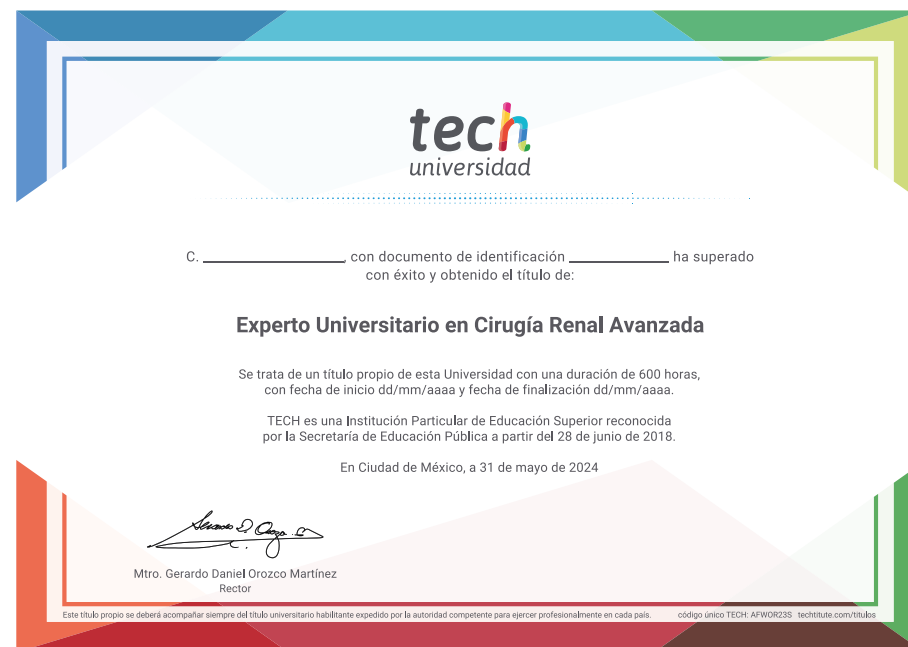 tech
universidad
C. ____________, con documento de identificación ____________ ha superado
con éxito y obtenido el título de:
Experto Universitario en Cirugía Renal Avanzada
Se trata de un título propio de esta Universidad con una duración de 600 horas,
con fecha de inicio dd/mm/aaaa y fecha de finalización dd/mm/aaaa.
TECH es una Institución Particular de Educación Superior reconocida
por la Secretaría de Educación Pública a partir del 28 de junio de 2018.
En Ciudad de México, a 31 de mayo de 2024
Mtro. Gerardo Daniel Orozco Martínez
Rector
Este título propio se deberá acompañar siempre del título universitario habilitante expedido por la autoridad competente para ejercer profesionalmente en cada país. código único TECH: AFWOR23S techtitute.com/titulos